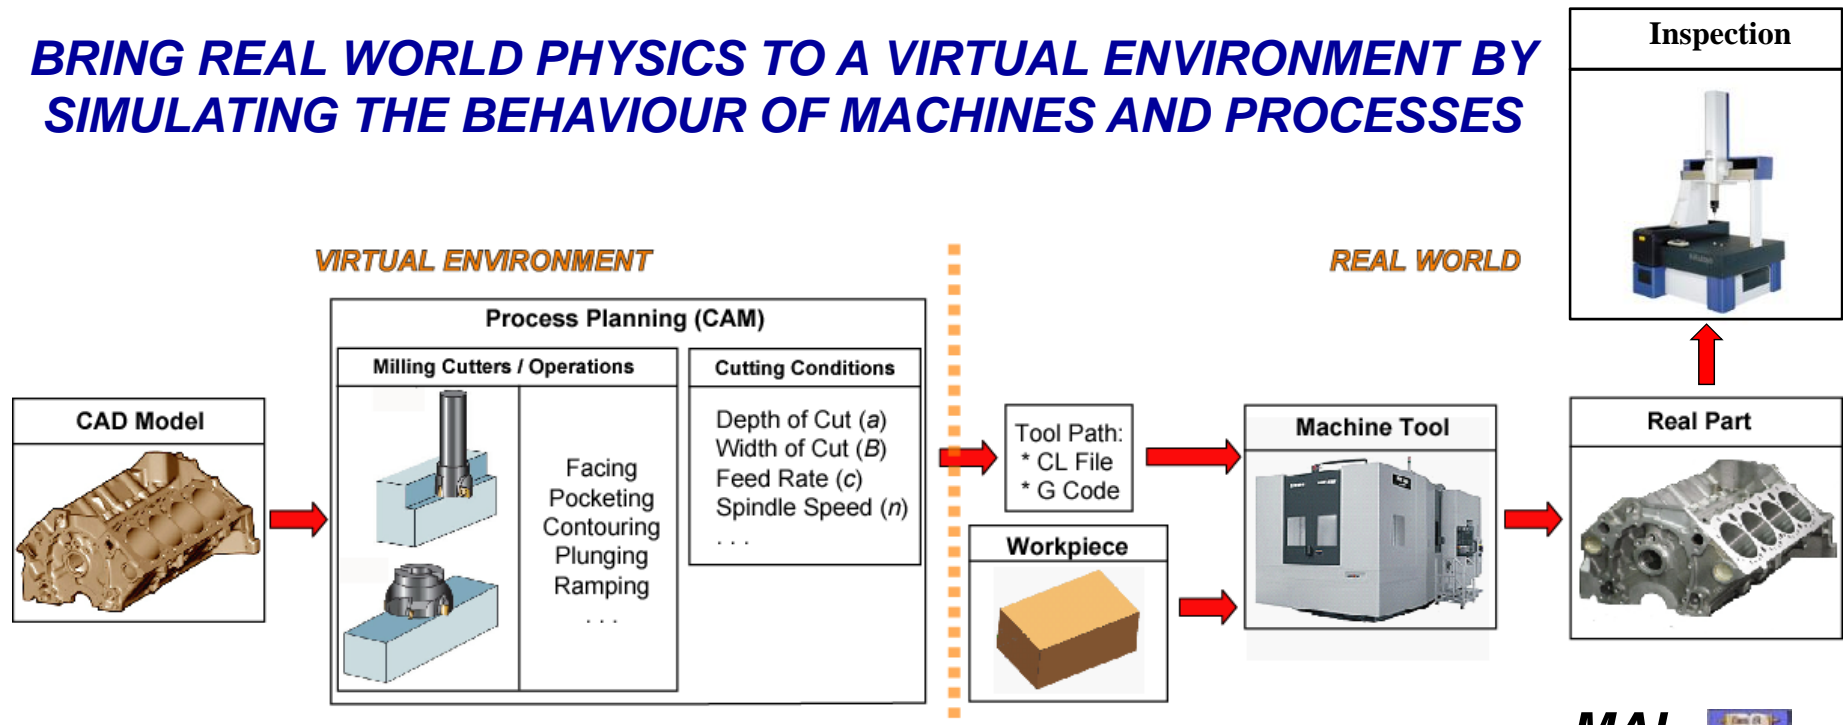 BRING REAL WORLD PHYSICS TO A VIRTUAL ENVIRONMENT BY
SIMULATING THE BEHAVIOUR OF MACHINES AND PROCESSES
Inspection
VIRTUAL ENVIRONMENT
REAL WORLD
CAD Model
Process Planning (CAM)
Milling Cutters / Operations
Facing
Pocketing
Contouring
Plunging
Ramping
. . .
Cutting Conditions
Depth of Cut (a)
Width of Cut (B)
Feed Rate (c)
Spindle Speed (n)
. . .
Tool Path:
* CL File
* G Code
Workpiece
Machine Tool
Real Part